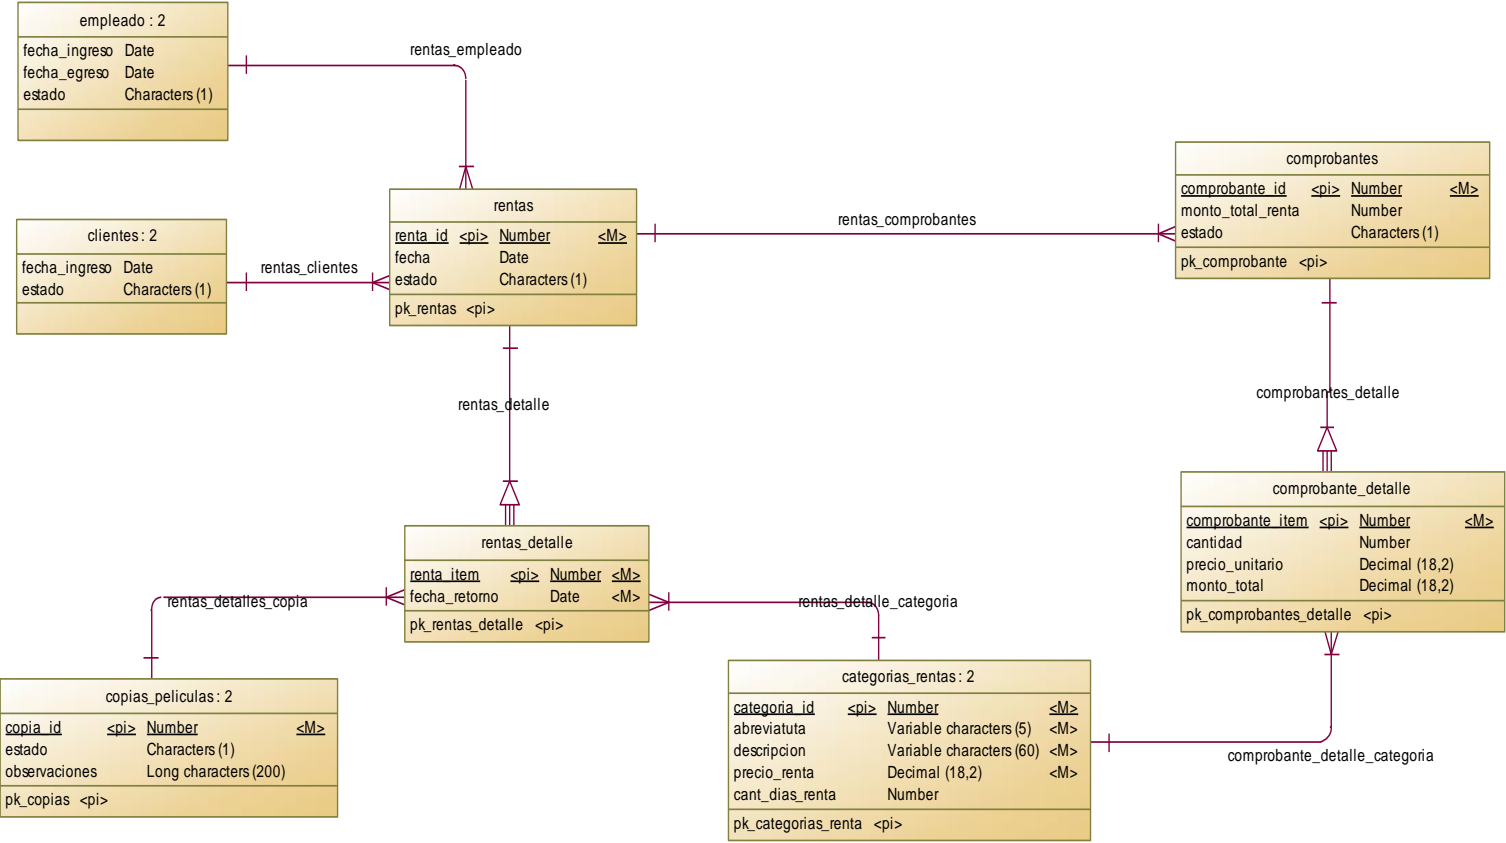 empleado : 2
fecha_ingreso Date
fecha_egreso Date
estado Characters (1)
rentas_empleado
clientes : 2
fecha_ingreso Date
estado Characters (1)
rentas_clientes
rentas
renta_id <pi> Number <M>
fecha Date
estado Characters (1)
pk_rentas <pi>
rentas_comprobantes
comprobantes
comprobante_id <pi> Number <M>
monto_total_renta Number
estado Characters (1)
pk_comprobante <pi>
rentas_detalle
comprobantes_detalle
rentas_detalle
renta_item <pi> Number <M>
fecha_retorno Date <M>
pk_rentas_detalle <pi>
comprobante_detalle
comprobante_item <pi> Number <M>
cantidad Number
precio_unitario Decimal (18,2)
monto_total Decimal (18,2)
pk_comprobantes_detalle <pi>
rentas_detalles_copia
rentas_detalle_categoria
copias_peliculas : 2
copia_id <pi> Number <M>
estado Characters (1)
observaciones Long characters (200)
pk_copias <pi>
categorias_rentas : 2
categoria_id <pi> Number <M>
abreviatuta Variable characters (5) <M>
descripcion Variable characters (60) <M>
precio_renta Decimal (18,2) <M>
cant_dias_renta Number
pk_categorias_renta <pi>
comprobante_detalle_categoria